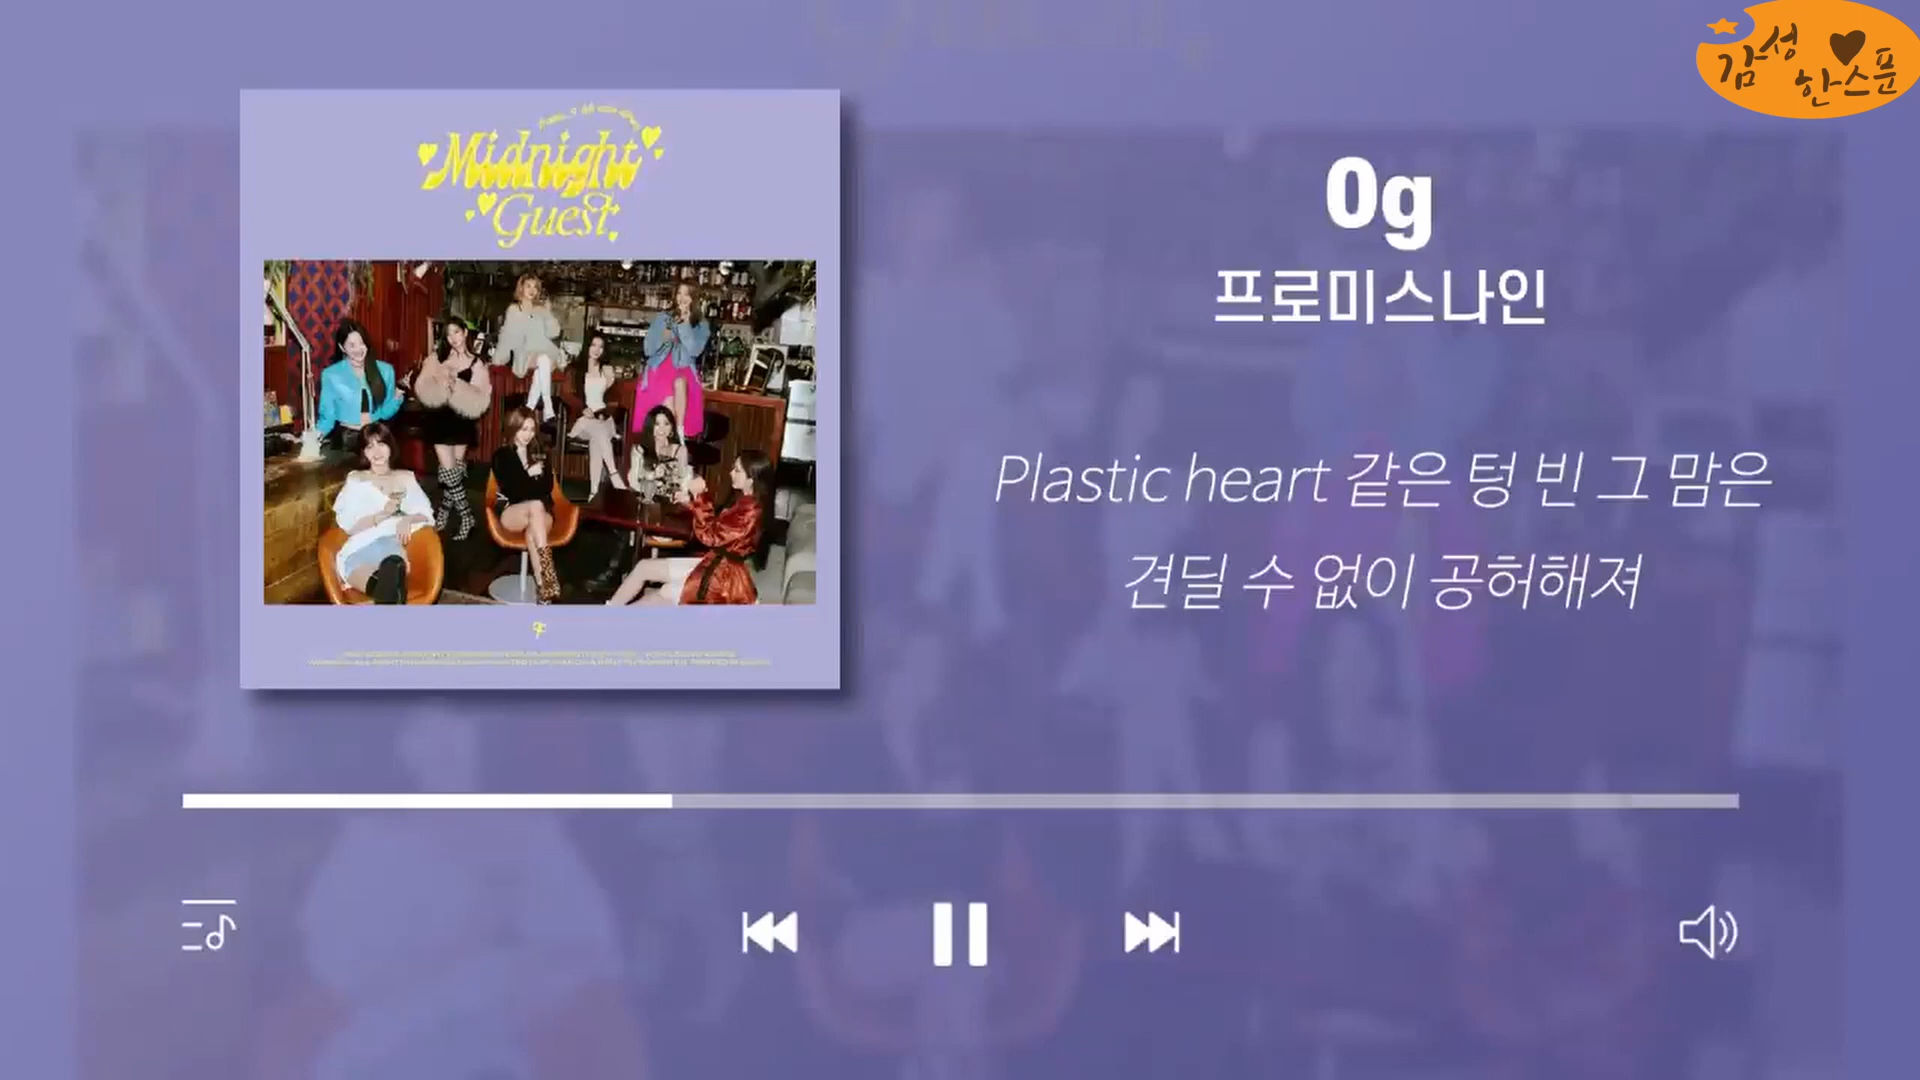 감성
한스푼
Midnight
Guest
0g
프로미스나인
Plastic heart 같은 텅 빈 그 맘은
견딜 수 없이 공허해져